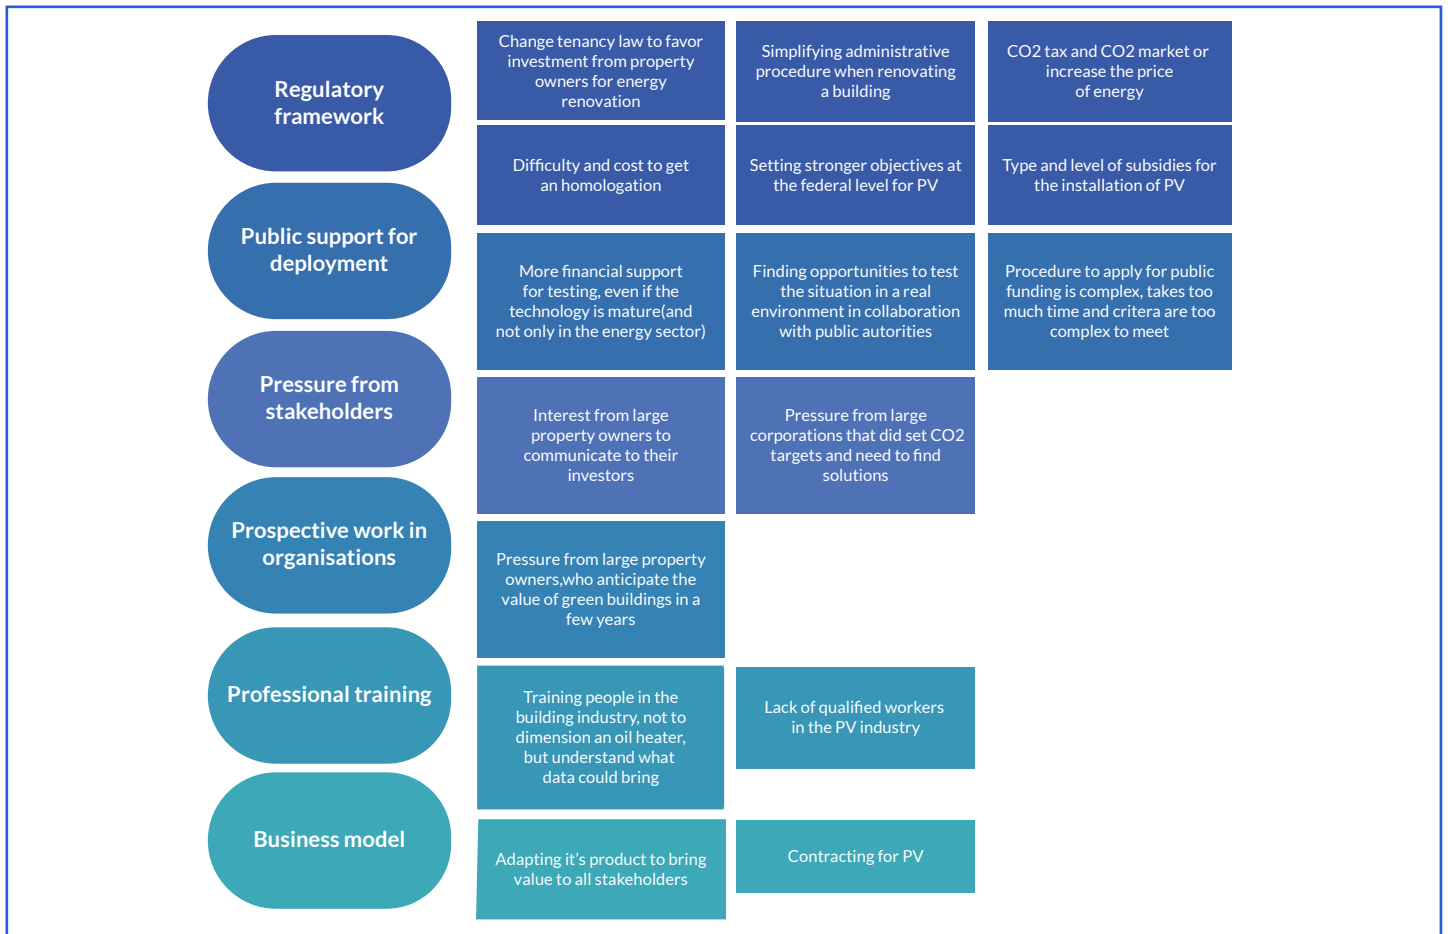 Regulatory
framework
Change tenancy law to favor
investment from property
owners for energy
renovation
Simplifying administrative
procedure when renovating
a building
CO2 tax and CO2 market or
increase the price
of energy
Difficulty and cost to get
an homologation
Setting stronger objectives at
the federal level for PV
Type and level of subsidies for
the installation of PV
Public support for
deployment
More financial support
for testing, even if the
technology is mature(and
not only in the energy sector)
Finding opportunities to test
the situation in a real
environment in collaboration
with public autorities
Procedure to apply for public
funding is complex, takes too
much time and critera are too
complex to meet
Pressure from
stakeholders
Interest from large
property owners to
communicate to their
investors
Pressure from large
corporations that did set CO2
targets and need to find
solutions
Prospective work in
organisations
Pressure from large property
owners,who anticipate the
value of green buildings in a
few years
Professional training
Training people in the
building industry, not to
dimension an oil heater,
but understand what
data could bring
Lack of qualified workers
in the PV industry
Business model
Adapting it’s product to bring
value to all stakeholders
Contracting for PV